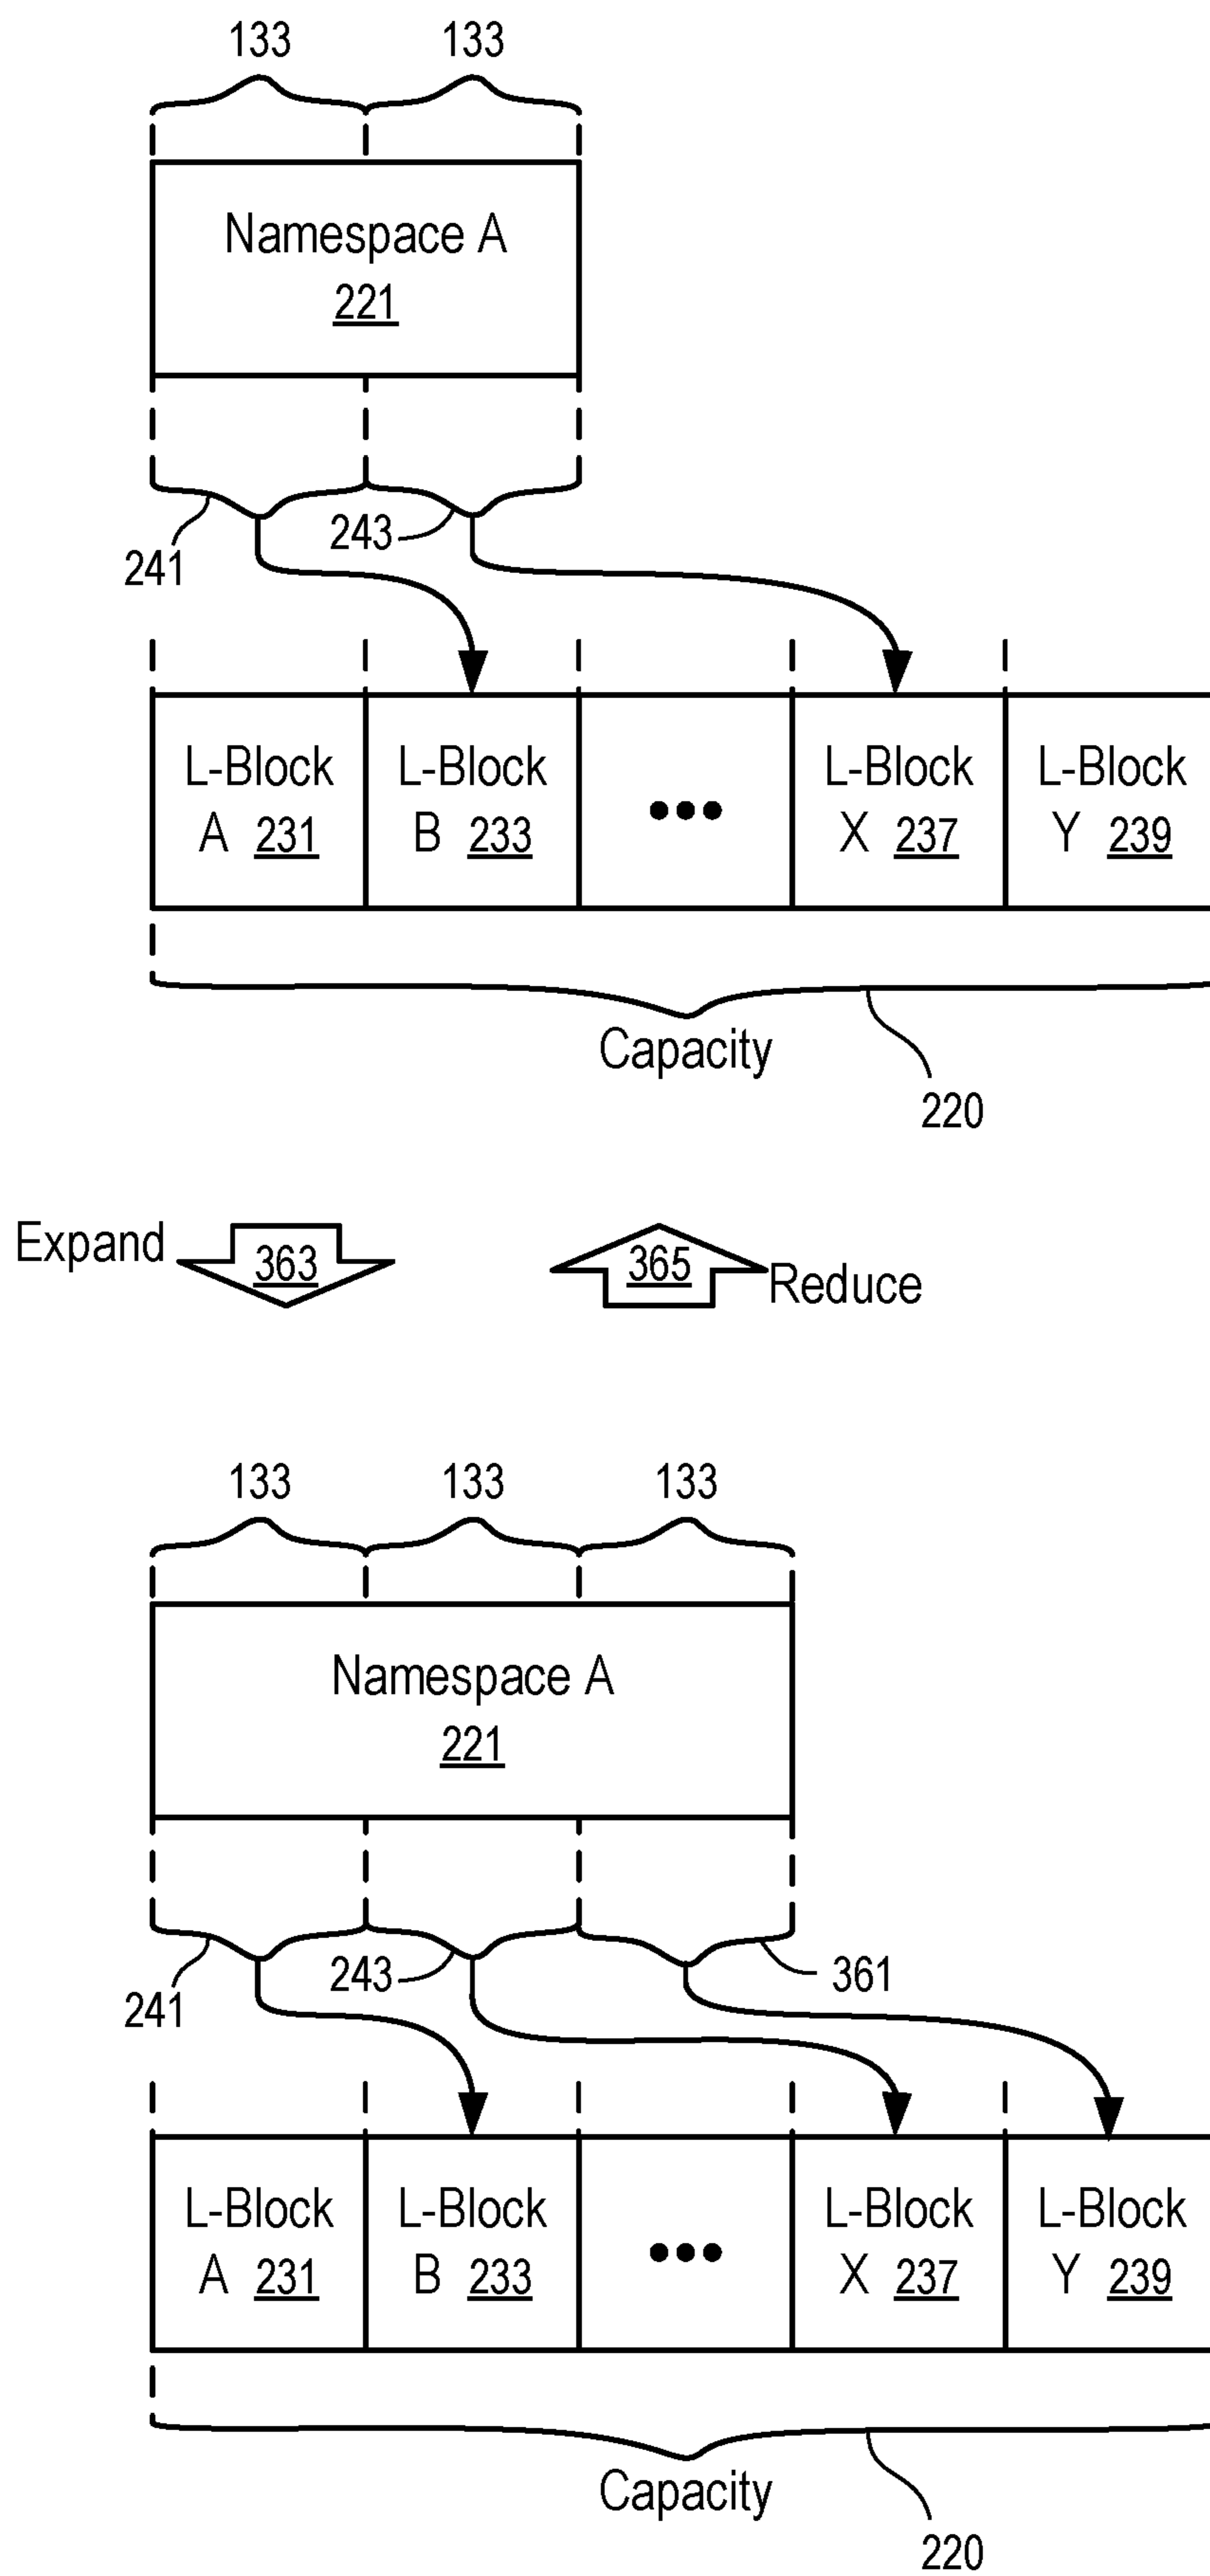 133 133
Namespace A
221
241 243
L-Block L-Block L-Block L-Block
A 231 B 233 ●●● X 237 Y 239
Capacity
220
Expand 363 365 Reduce
133 133 133
Namespace A
221
241 243 361
L-Block L-Block L-Block L-Block
A 231 B 233 ●●● X 237 Y 239
Capacity
220